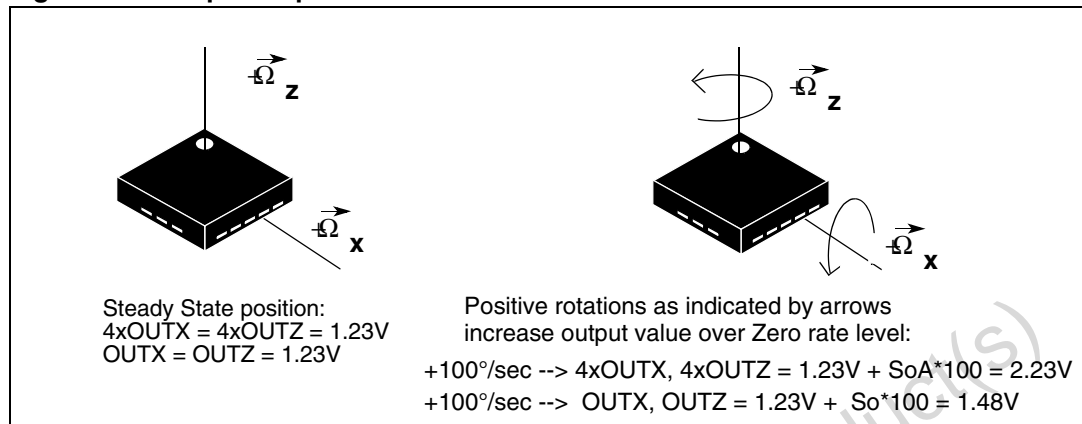 +Ω
Z
+Ω
X
Steady State position:
4xOUTX = 4xOUTZ = 1.23V
OUTX = OUTZ = 1.23V
+Ω
Z
+Ω
X
Positive rotations as indicated by arrows
increase output value over Zero rate level:
+100°/sec --> 4xOUTX, 4xOUTZ = 1.23V + SoA*100 = 2.23V
+100°/sec --> OUTX, OUTZ = 1.23V + So*100 = 1.48V